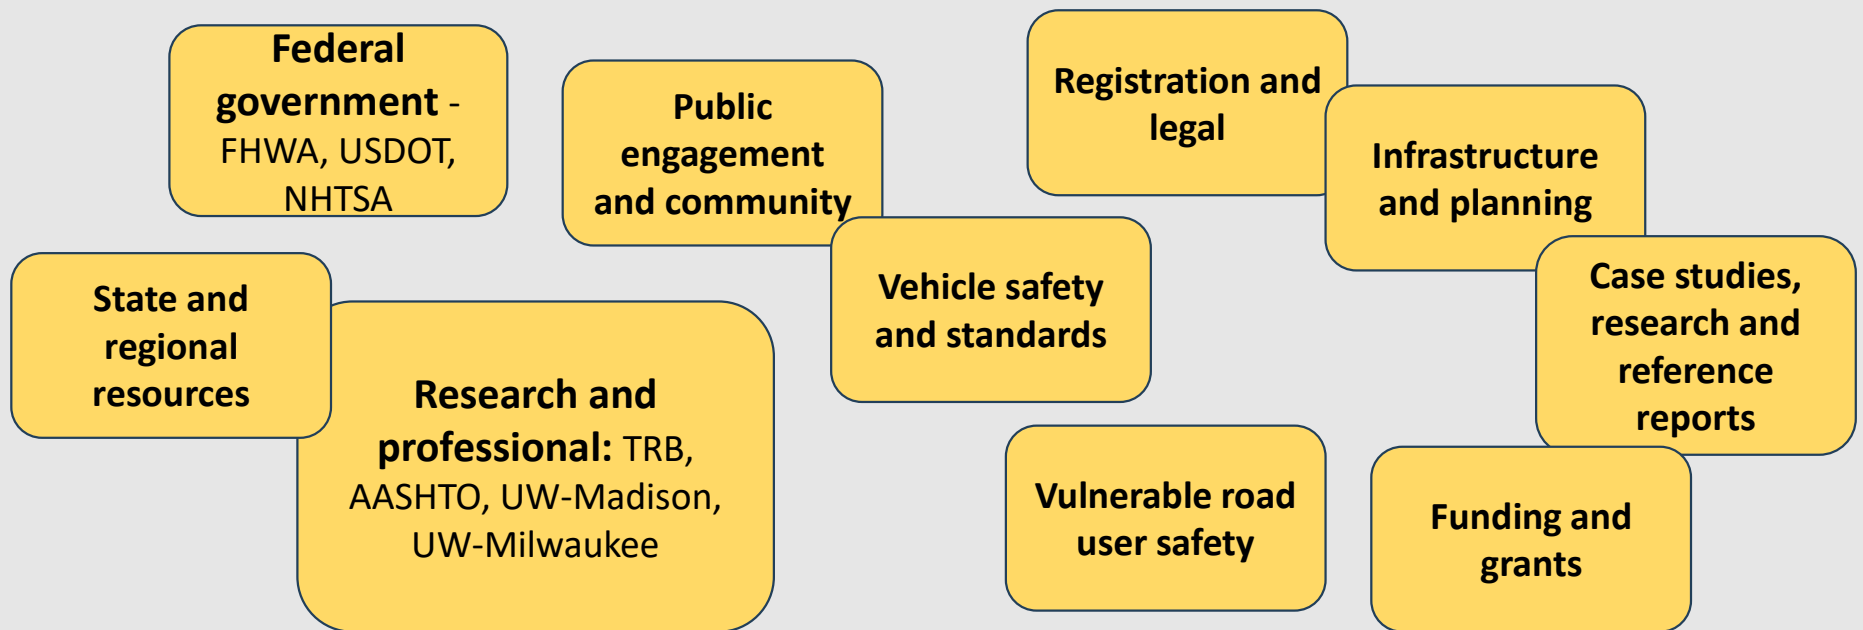 Federal
government -
FHWA, USDOT,
NHTSA
Public
engagement
and community
Registration and
legal
Infrastructure
and planning
State and
regional
resources
Research and
professional: TRB,
AASHTO, UW-Madison,
UW-Milwaukee
Vehicle safety
and standards
Case studies,
research and
reference
reports
Vulnerable road
user safety
Funding and
grants